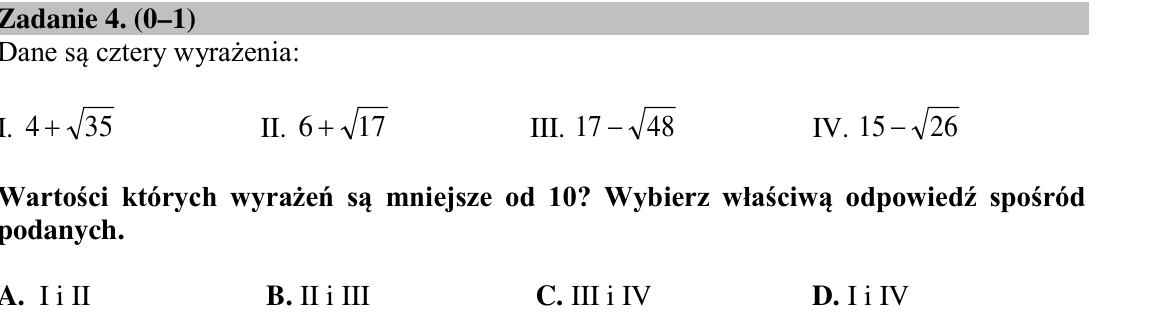 Zadanie 4. (0–1)
Dane są cztery wyrażenia:
I. 4 + √35 II. 6 + √17 III. 17 − √48 IV. 15 − √26
Wartości których wyrażeń są mniejsze od 10? Wybierz właściwą odpowiedź spośród
podanych.
A. I i II B. II i III C. III i IV D. I i IV